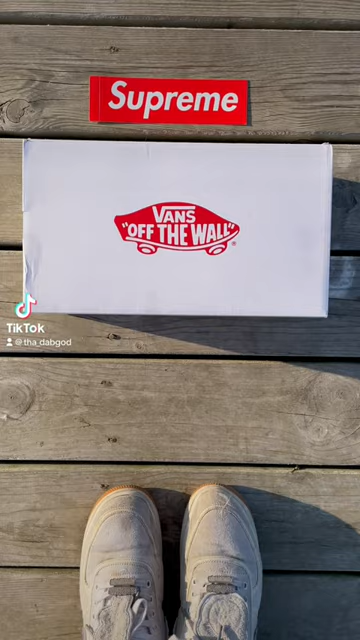 Supreme
VANS
"OFF THE WALL"
®
TikTok
@tha_dabgod